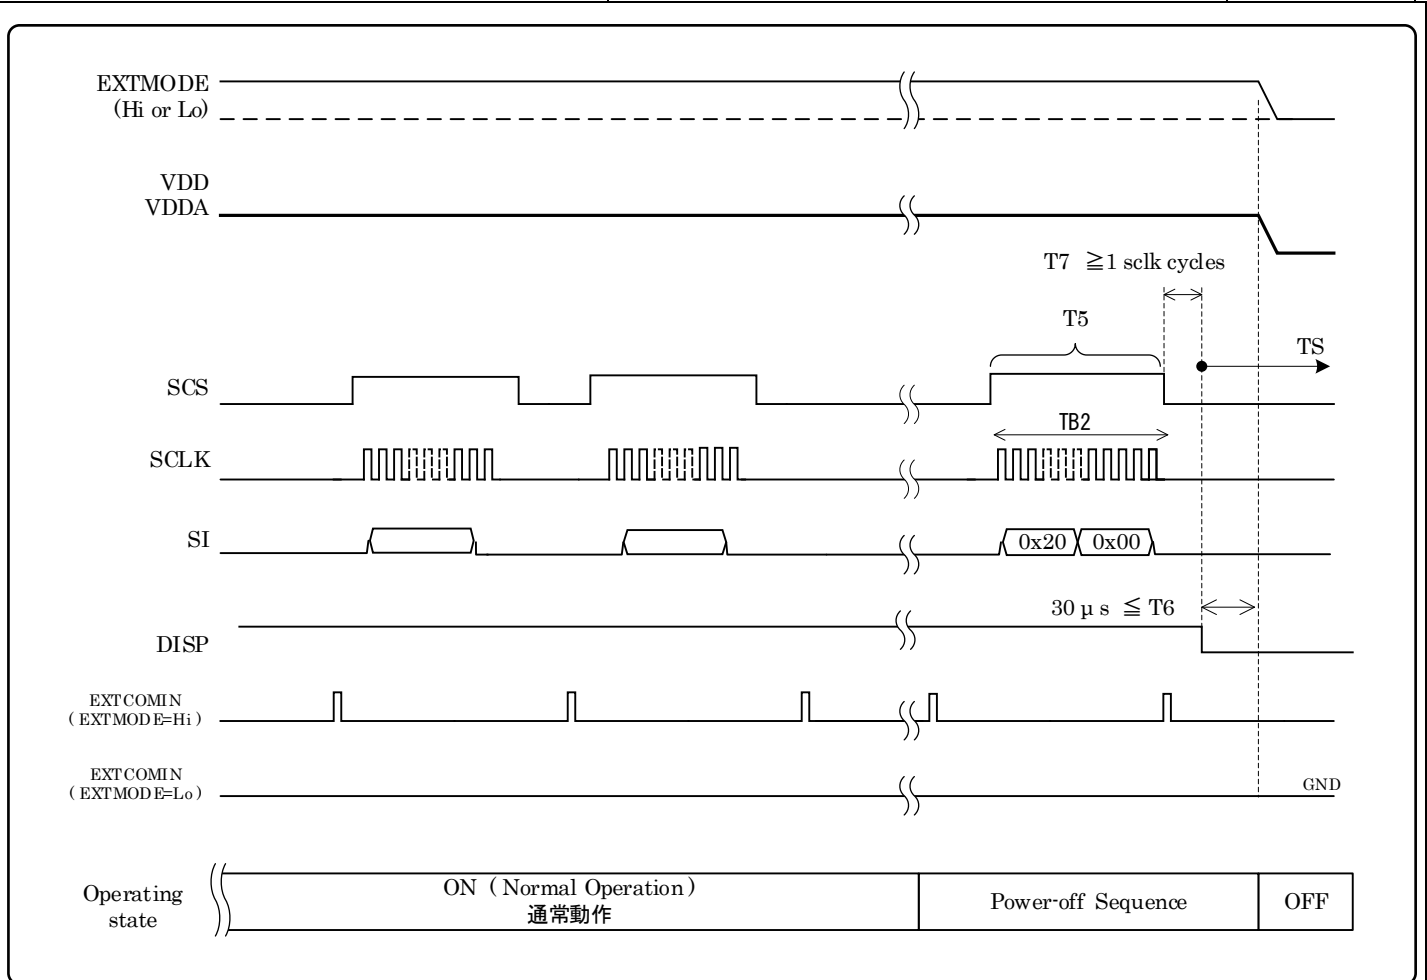 EXTMODE
(Hi or Lo)
VDD
VDDA
T7 ≧1 sclk cycles
T5
TS
SCS
TB2
SCLK
SI
0x20 0x00
30 μ s ≦ T6
DISP
EXTCOMIN
(EXTMODE=Hi)
EXTCOMIN
(EXTMODE=Lo)
GND
Operating
state
ON (Normal Operation)
通常動作
Power-off Sequence
OFF